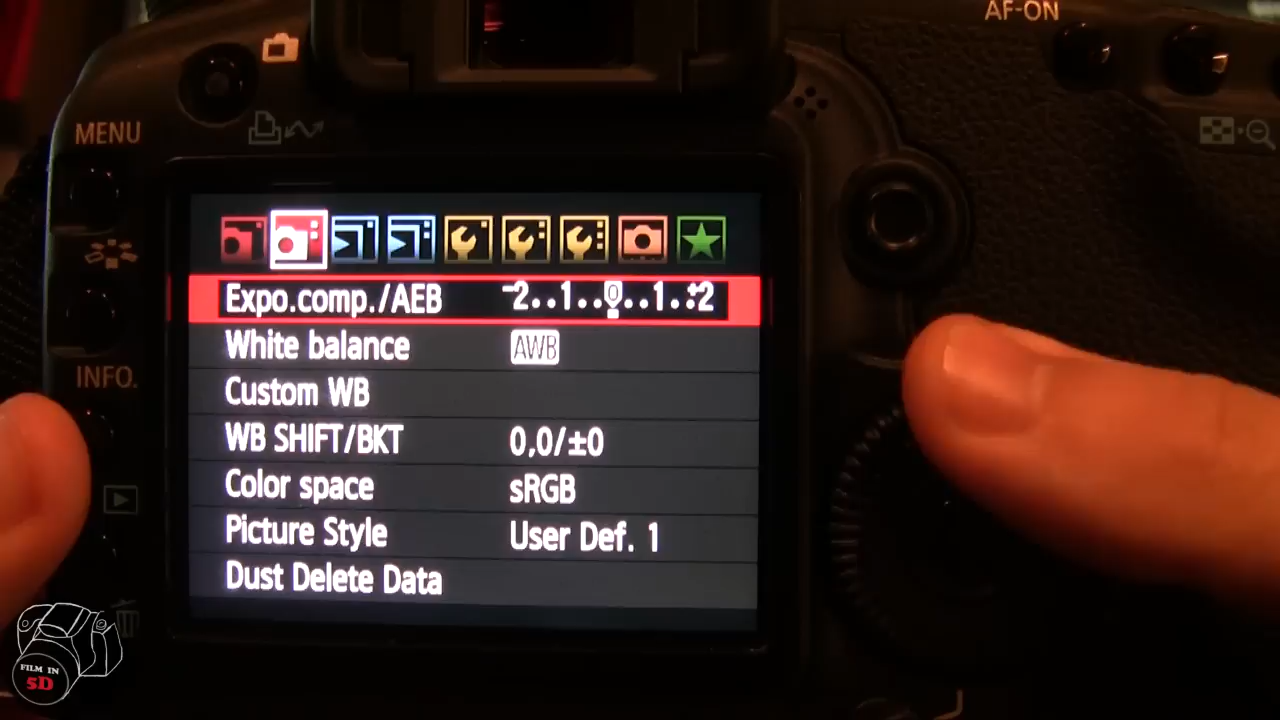 AF-ON
MENU
Expo.comp./AEB -2..1..0..1..+2
White balance AWB
Custom WB
INFO.
WB SHIFT/BKT 0,0/±0
Color space sRGB
Picture Style User Def. 1
Dust Delete Data
FILM IN
5D